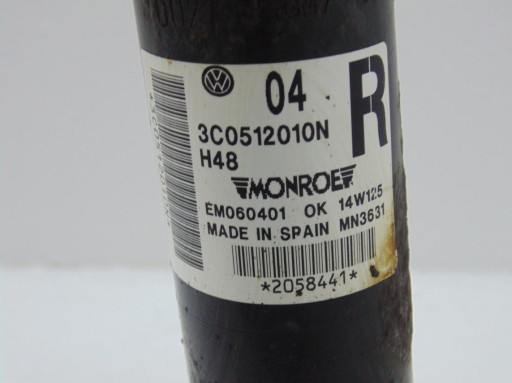 04 R
3C0512010N
H48
MONROE
EM060401 OK 14W125
MADE IN SPAIN MN3631
*2058441*